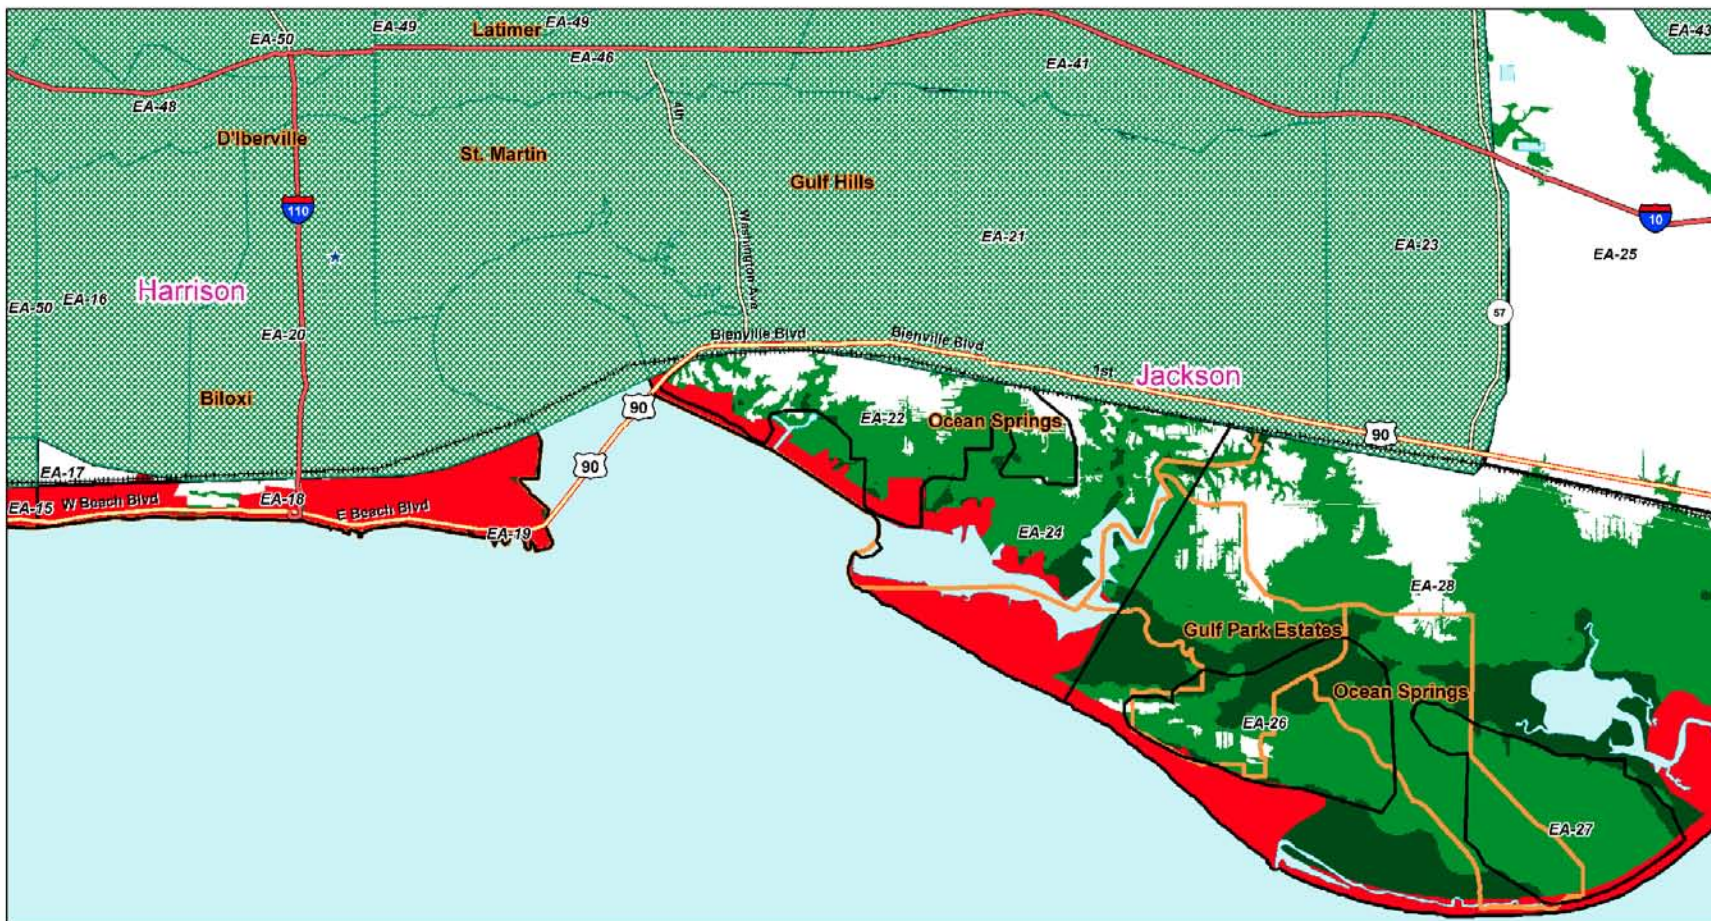 EA-50
EA-49
Latimer
EA-49
EA-43
EA-46
EA-41
EA-48
4th
D'Iberville
St. Martin
Gulf Hills
110
10
Washington Ave
EA-21
EA-23
EA-25
Harrison
EA-50
EA-16
57
EA-20
Bienville Blvd
Bienville Blvd
1st
Jackson
Biloxi
90
EA-22
Ocean Springs
90
90
EA-17
EA-15
W Beach Blvd
EA-18
E Beach Blvd
EA-19
EA-24
EA-28
Gulf Park Estates
Ocean Springs
EA-26
EA-27